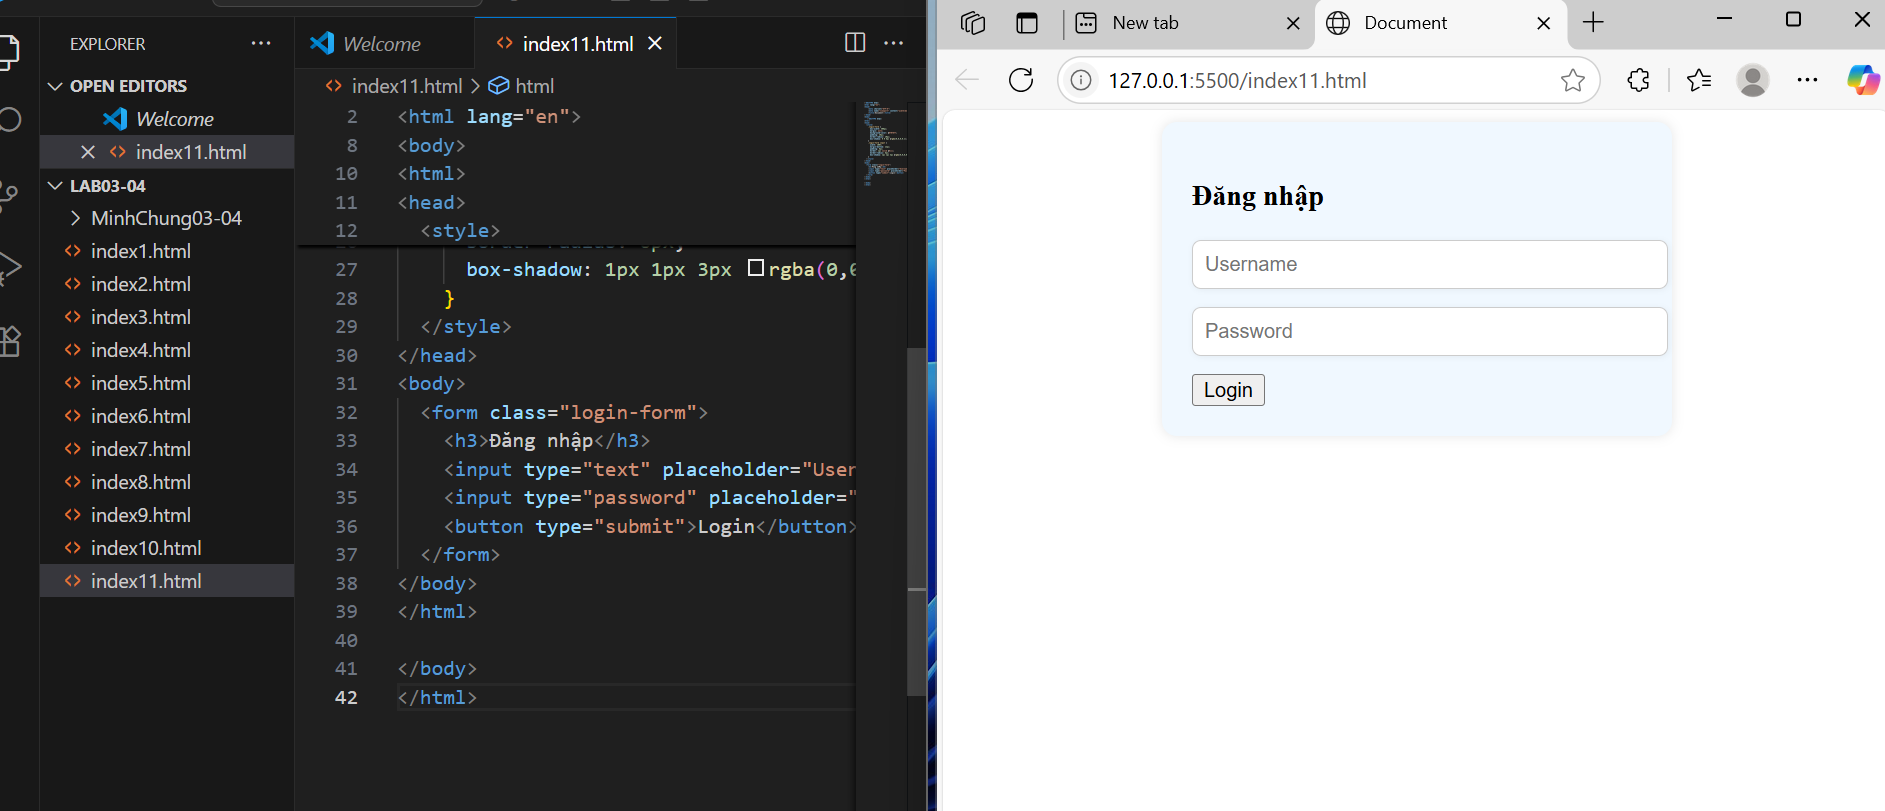 EXPLORER
OPEN EDITORS
Welcome
index11.html
LAB03-04
MinhChung03-04
index1.html
index2.html
index3.html
index4.html
index5.html
index6.html
index7.html
index8.html
index9.html
index10.html
index11.html
Welcome
index11.html
index11.html > html
2 <html lang="en">
8 <body>
10 <html>
11 <head>
12 <style>
27 box-shadow: 1px 1px 3px rgba(0,0
28 }
29 </style>
30 </head>
31 <body>
32 <form class="login-form">
33 <h3>Đăng nhập</h3>
34 <input type="text" placeholder="User
35 <input type="password" placeholder="
36 <button type="submit">Login</button>
37 </form>
38 </body>
39 </html>
40
41 </body>
42 </html>
New tab
Document
127.0.0.1:5500/index11.html
Đăng nhập
Username
Password
Login